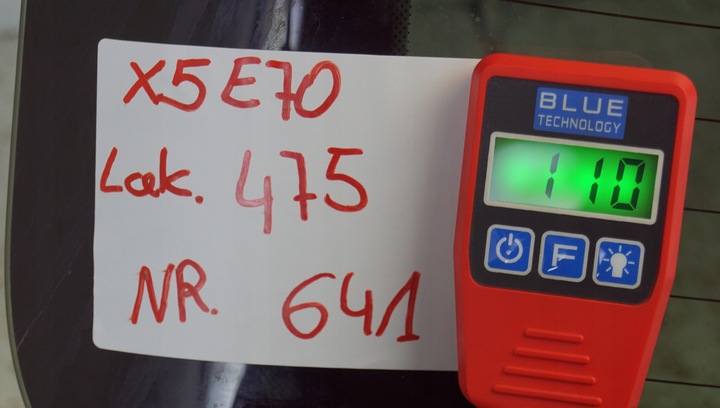 X5 E70
Lak. 475
NR. 641
BLUE
TECHNOLOGY
110
F